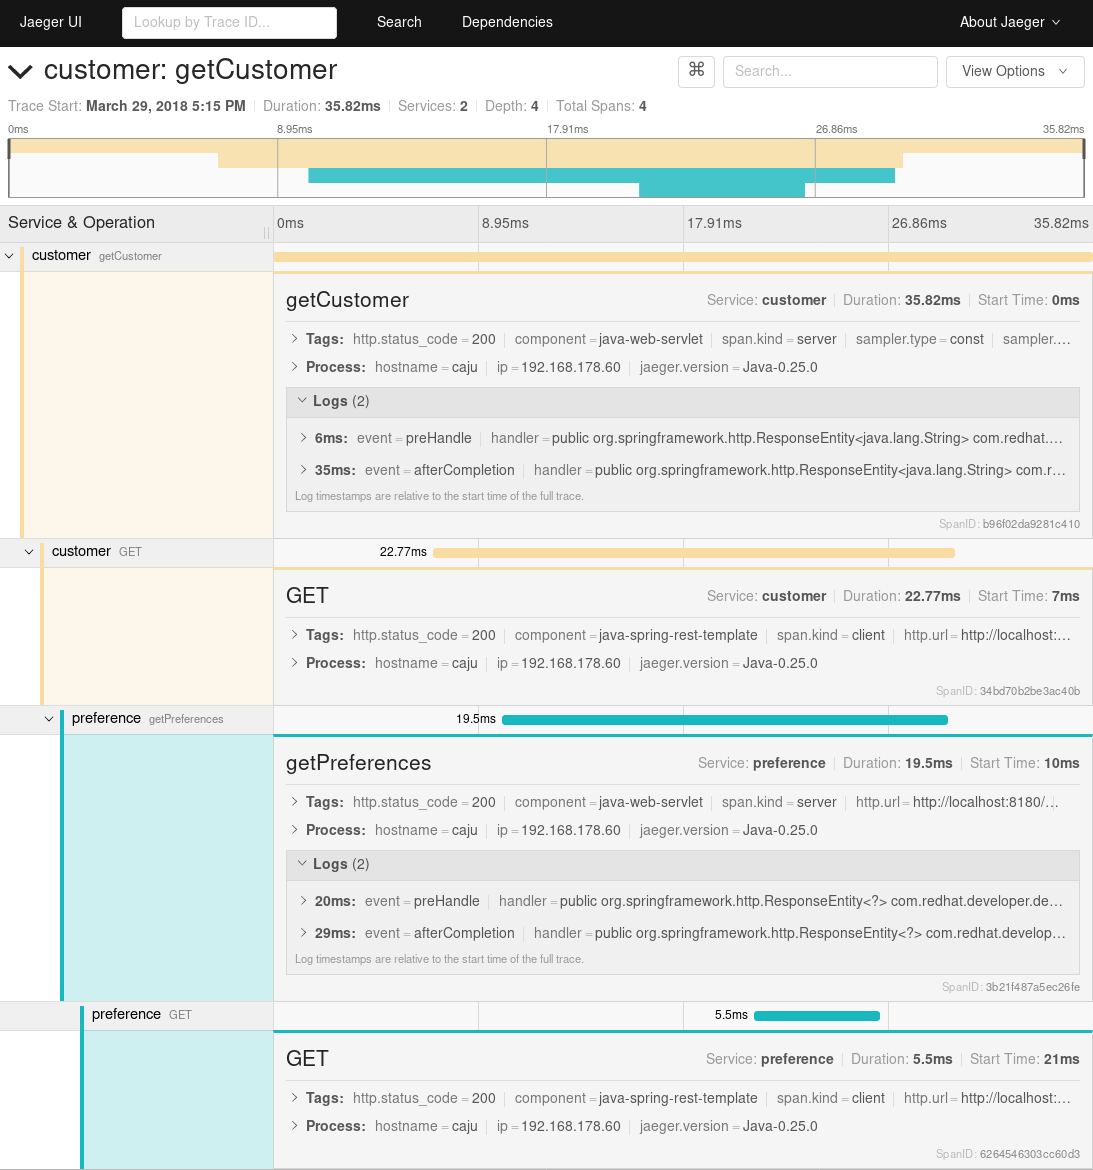 Jaeger UI Lookup by Trace ID... Search Dependencies About Jaeger
customer: getCustomer ⌘ Search... View Options
Trace Start: March 29, 2018 5:15 PM Duration: 35.82ms Services: 2 Depth: 4 Total Spans: 4
0ms 8.95ms 17.91ms 26.86ms 35.82ms
Service & Operation 0ms 8.95ms 17.91ms 26.86ms 35.82ms
customer getCustomer
getCustomer Service: customer Duration: 35.82ms Start Time: 0ms
Tags: http.status_code = 200 component = java-web-servlet span.kind = server sampler.type = const sampler.…
Process: hostname = caju ip = 192.168.178.60 jaeger.version = Java-0.25.0
Logs (2)
6ms: event = preHandle handler = public org.springframework.http.ResponseEntity<java.lang.String> com.redhat.…
35ms: event = afterCompletion handler = public org.springframework.http.ResponseEntity<java.lang.String> com.r…
Log timestamps are relative to the start time of the full trace.
SpanID: b96f02da9281c410
customer GET 22.77ms
GET Service: customer Duration: 22.77ms Start Time: 7ms
Tags: http.status_code = 200 component = java-spring-rest-template span.kind = client http.url = http://localhost:…
Process: hostname = caju ip = 192.168.178.60 jaeger.version = Java-0.25.0
SpanID: 34bd70b2be3ac40b
preference getPreferences 19.5ms
getPreferences Service: preference Duration: 19.5ms Start Time: 10ms
Tags: http.status_code = 200 component = java-web-servlet span.kind = server http.url = http://localhost:8180/…
Process: hostname = caju ip = 192.168.178.60 jaeger.version = Java-0.25.0
Logs (2)
20ms: event = preHandle handler = public org.springframework.http.ResponseEntity<?> com.redhat.developer.de…
29ms: event = afterCompletion handler = public org.springframework.http.ResponseEntity<?> com.redhat.develop…
Log timestamps are relative to the start time of the full trace.
SpanID: 3b21f487a5ec26fe
preference GET 5.5ms
GET Service: preference Duration: 5.5ms Start Time: 21ms
Tags: http.status_code = 200 component = java-spring-rest-template span.kind = client http.url = http://localhost:…
Process: hostname = caju ip = 192.168.178.60 jaeger.version = Java-0.25.0
SpanID: 6264546303cc60d3